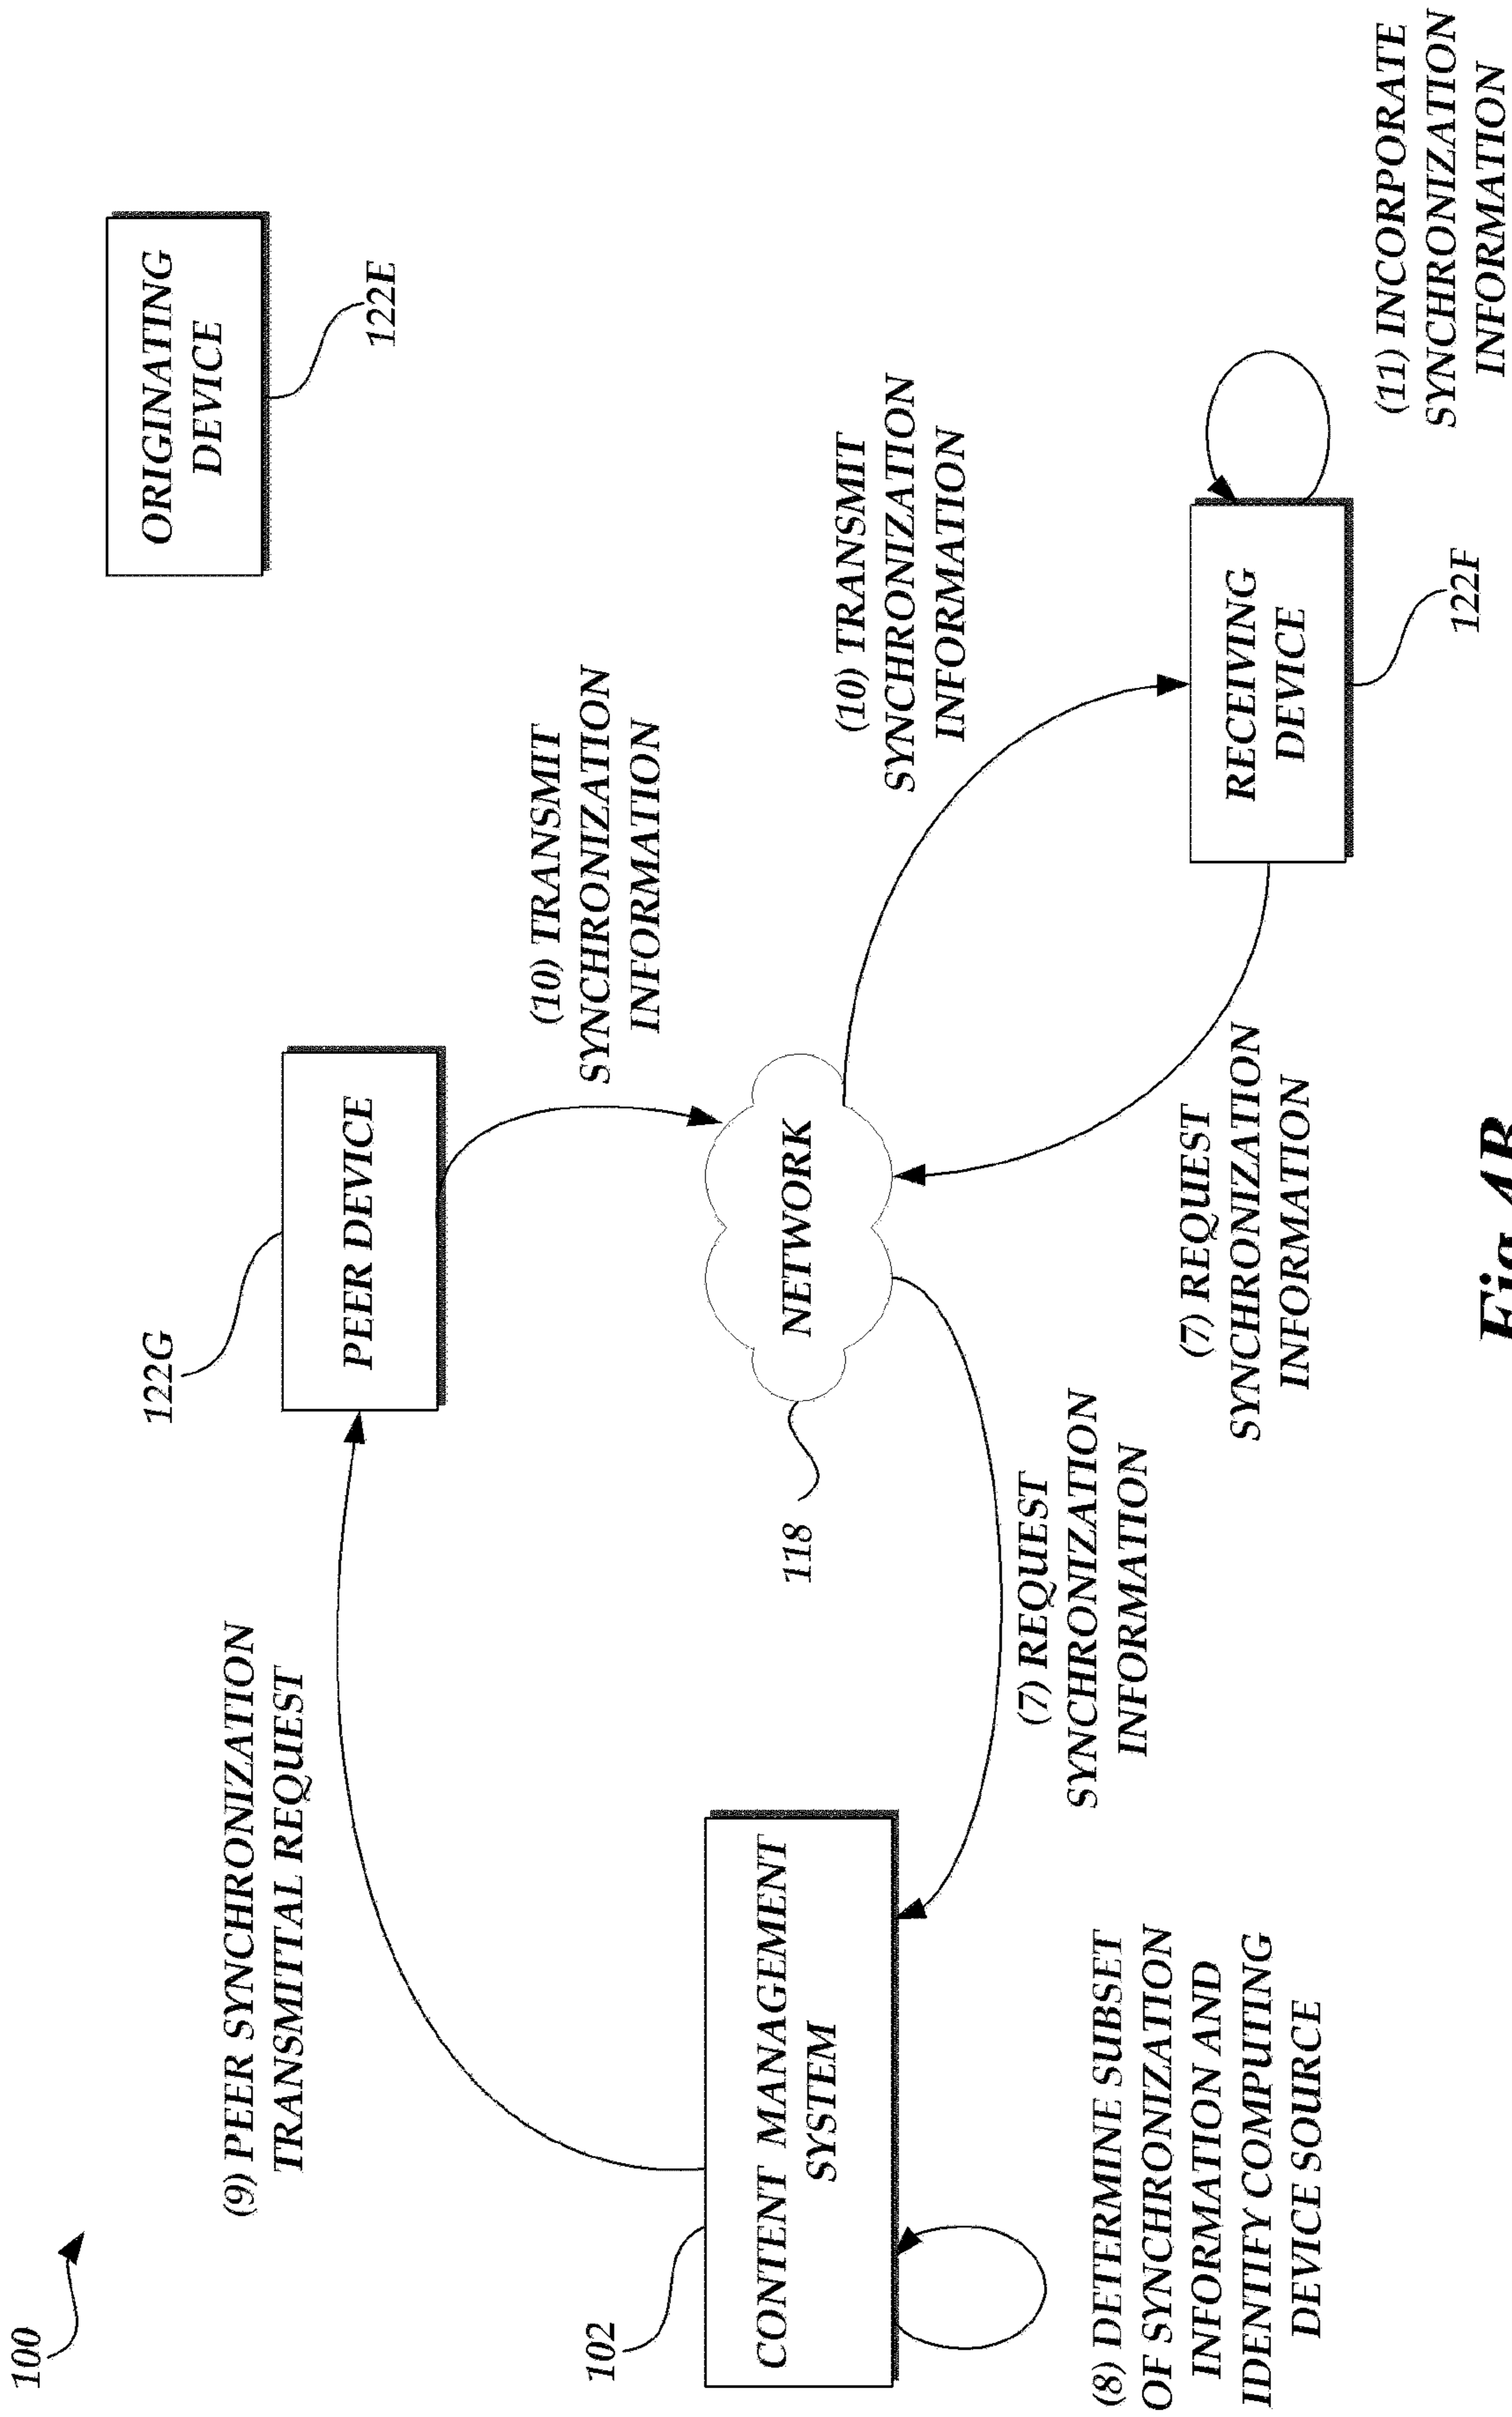 100
ORIGINATING
DEVICE
122E
122G
PEER DEVICE
(9) PEER SYNCHRONIZATION
TRANSMITTAL REQUEST
(10) TRANSMIT
SYNCHRONIZATION
INFORMATION
102
CONTENT MANAGEMENT
SYSTEM
118
NETWORK
(10) TRANSMIT
SYNCHRONIZATION
INFORMATION
(7) REQUEST
SYNCHRONIZATION
INFORMATION
(7) REQUEST
SYNCHRONIZATION
INFORMATION
RECEIVING
DEVICE
122F
(8) DETERMINE SUBSET
OF SYNCHRONIZATION
INFORMATION AND
IDENTIFY COMPUTING
DEVICE SOURCE
(11) INCORPORATE
SYNCHRONIZATION
INFORMATION
Fig.4B.